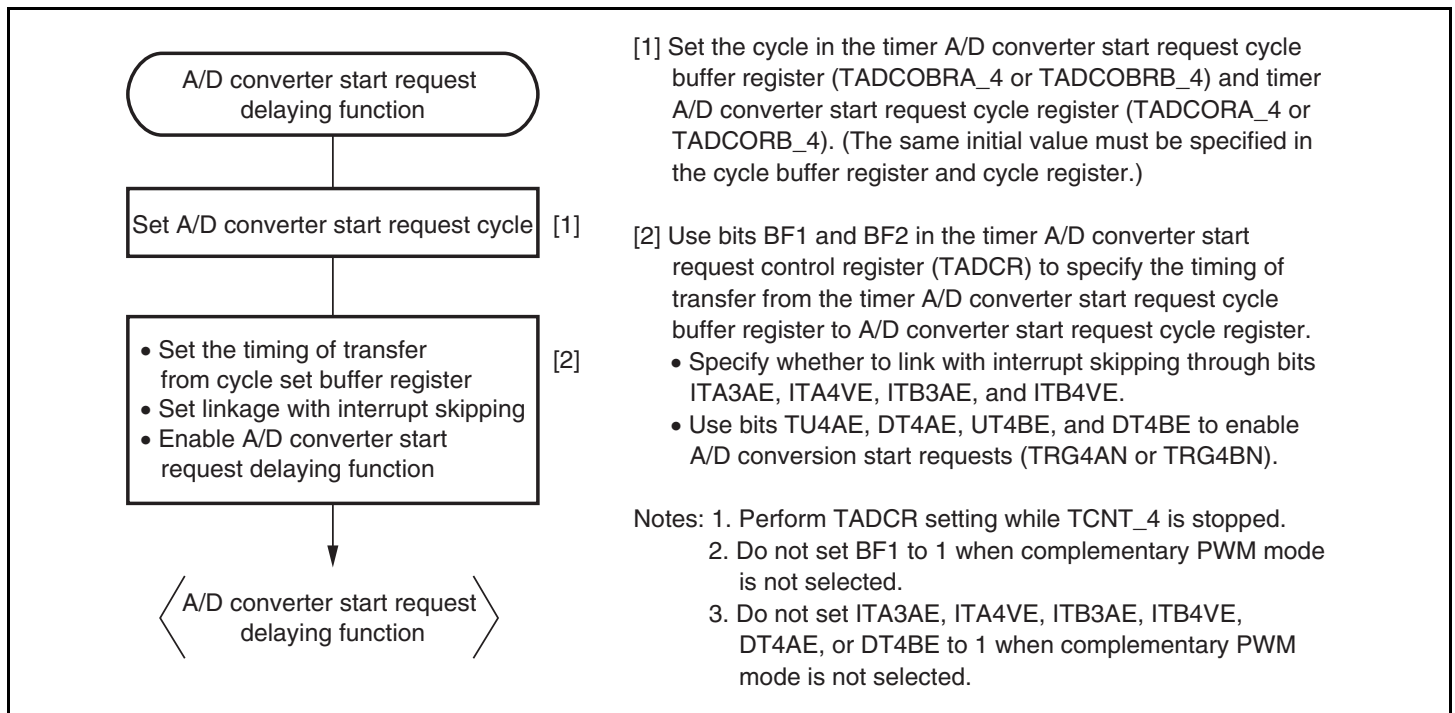 A/D converter start request
delaying function
Set A/D converter start request cycle [1]
• Set the timing of transfer
from cycle set buffer register
• Set linkage with interrupt skipping
• Enable A/D converter start
request delaying function
[2]
A/D converter start request
delaying function
[1] Set the cycle in the timer A/D converter start request cycle
buffer register (TADCOBRA_4 or TADCOBRB_4) and timer
A/D converter start request cycle register (TADCORA_4 or
TADCORB_4). (The same initial value must be specified in
the cycle buffer register and cycle register.)
[2] Use bits BF1 and BF2 in the timer A/D converter start
request control register (TADCR) to specify the timing of
transfer from the timer A/D converter start request cycle
buffer register to A/D converter start request cycle register.
• Specify whether to link with interrupt skipping through bits
ITA3AE, ITA4VE, ITB3AE, and ITB4VE.
• Use bits TU4AE, DT4AE, UT4BE, and DT4BE to enable
A/D conversion start requests (TRG4AN or TRG4BN).
Notes: 1. Perform TADCR setting while TCNT_4 is stopped.
2. Do not set BF1 to 1 when complementary PWM mode
is not selected.
3. Do not set ITA3AE, ITA4VE, ITB3AE, ITB4VE,
DT4AE, or DT4BE to 1 when complementary PWM
mode is not selected.